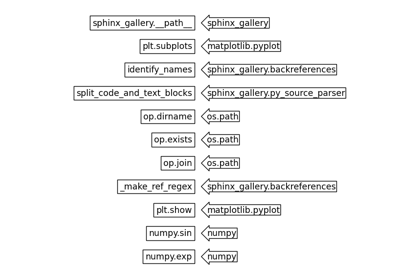 sphinx_gallery.__path__ sphinx_gallery
plt.subplots matplotlib.pyplot
identify_names sphinx_gallery.backreferences
split_code_and_text_blocks sphinx_gallery.py_source_parser
op.dirname os.path
op.exists os.path
op.join os.path
_make_ref_regex sphinx_gallery.backreferences
plt.show matplotlib.pyplot
numpy.sin numpy
numpy.exp numpy